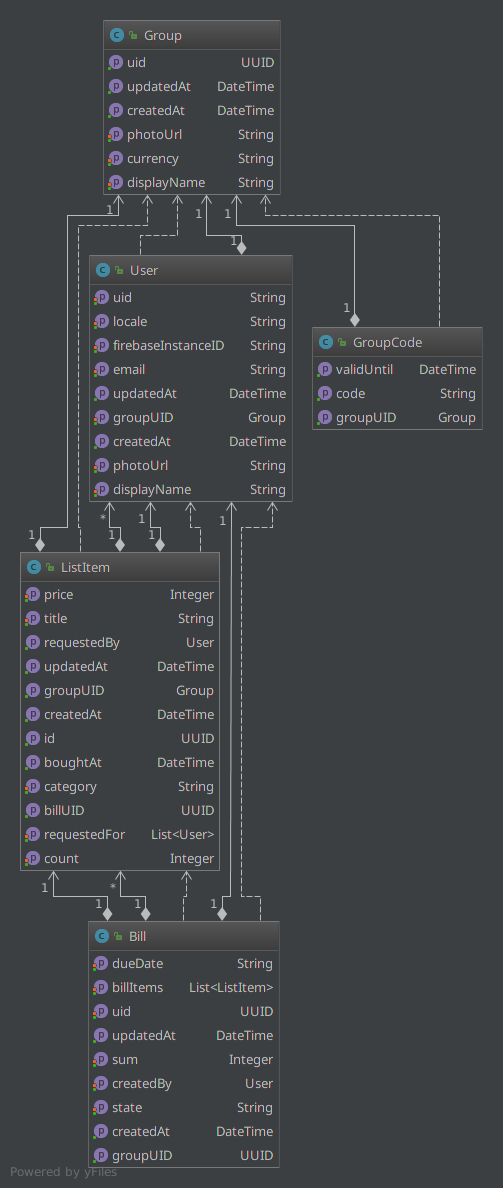 Group
uid UUID
updatedAt DateTime
createdAt DateTime
photoUrl String
currency String
displayName String
1 1 1
1
User
uid String
locale String
firebaseInstanceID String
email String
updatedAt DateTime
groupUID Group
createdAt DateTime
photoUrl String
displayName String
1
GroupCode
validUntil DateTime
code String
groupUID Group
* 1 1
1 1 1
ListItem
price Integer
title String
requestedBy User
updatedAt DateTime
groupUID Group
createdAt DateTime
id UUID
boughtAt DateTime
category String
billUID UUID
requestedFor List<User>
count Integer
1 *
1 1 1
Bill
dueDate String
billItems List<ListItem>
uid UUID
updatedAt DateTime
sum Integer
createdBy User
state String
createdAt DateTime
groupUID UUID
Powered by yFiles